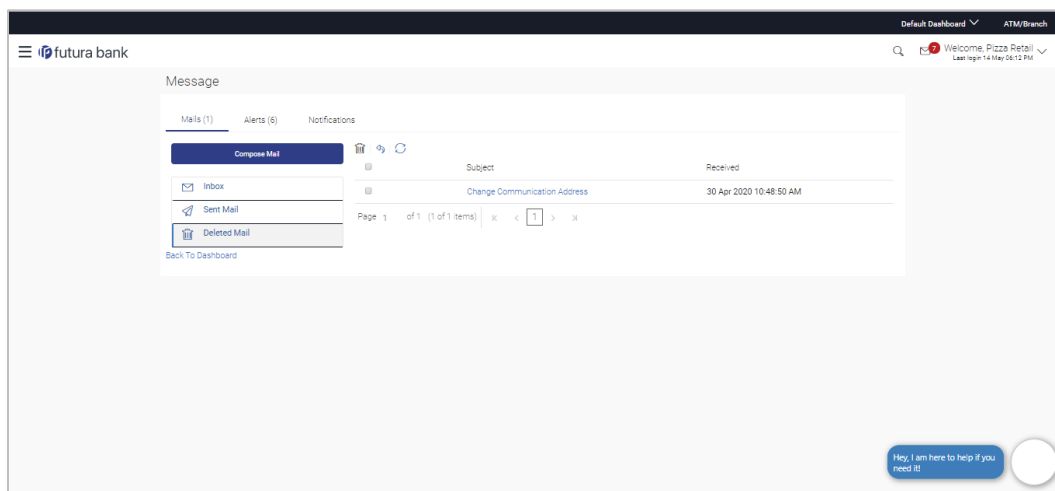 Default Dashboard ATM/Branch
futura bank
7 Welcome, Pizza Retail
Last login 14 May 06:12 PM
Message
Mails (1) Alerts (6) Notifications
Compose Mail
Subject Received
Inbox
Change Communication Address 30 Apr 2020 10:48:50 AM
Sent Mail
Page 1 of 1 (1 of 1 items) K < 1 > >|
Deleted Mail
Back To Dashboard
Hey, I am here to help if you
need it!